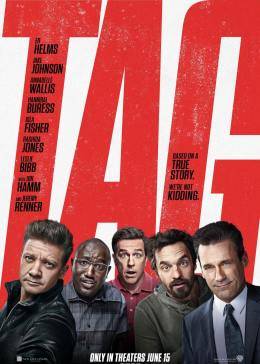 TAG
ED
HELMS
JAKE
JOHNSON
ANNABELLE
WALLIS
HANNIBAL
BURESS
ISLA
FISHER
RASHIDA
JONES
LESLIE
BIBB
WITH JON
HAMM
AND JEREMY
RENNER
BASED ON A
TRUE
STORY.
WE'RE NOT
KIDDING.
ONLY IN THEATERS JUNE 15